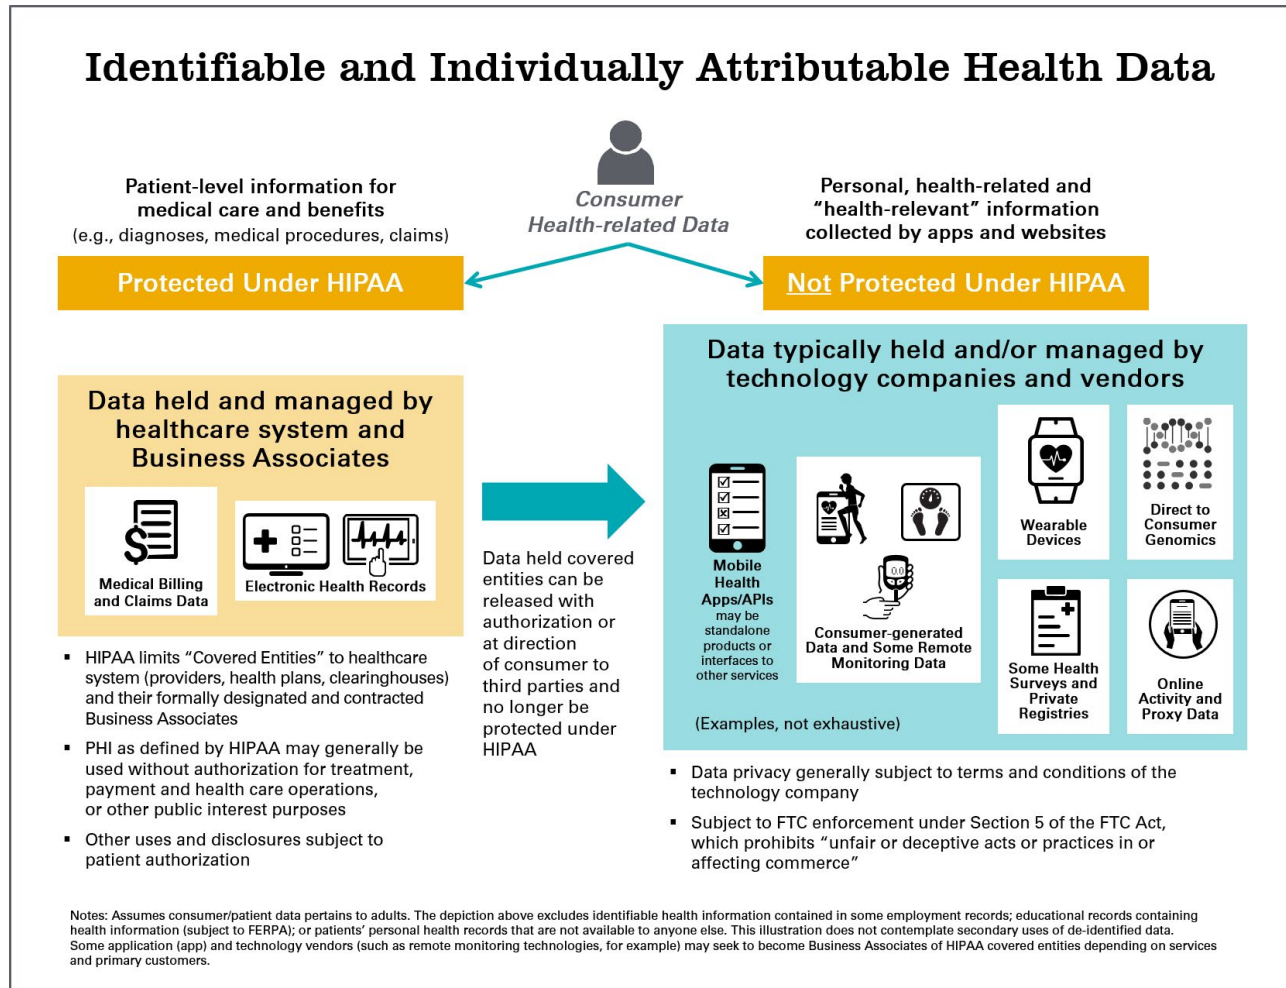 Identifiable and Individually Attributable Health Data
Patient-level information for
medical care and benefits
(e.g., diagnoses, medical procedures, claims)
Protected Under HIPAA
Consumer
Health-related Data
Personal, health-related and
“health-relevant” information
collected by apps and websites
Not Protected Under HIPAA
Data held and managed by
healthcare system and
Business Associates
Medical Billing
and Claims Data
Electronic Health Records
▪ HIPAA limits “Covered Entities” to healthcare
system (providers, health plans, clearinghouses)
and their formally designated and contracted
Business Associates
▪ PHI as defined by HIPAA may generally be
used without authorization for treatment,
payment and health care operations,
or other public interest purposes
▪ Other uses and disclosures subject to
patient authorization
Data held covered
entities can be
released with
authorization or
at direction
of consumer to
third parties and
no longer be
protected under
HIPAA
Data typically held and/or managed by
technology companies and vendors
Mobile
Health
Apps/APIs
may be
standalone
products or
interfaces to
other services
0.0
Consumer-generated
Data and Some Remote
Monitoring Data
Wearable
Devices
Direct to
Consumer
Genomics
Some Health
Surveys and
Private
Registries
Online
Activity and
Proxy Data
(Examples, not exhaustive)
▪ Data privacy generally subject to terms and conditions of the
technology company
▪ Subject to FTC enforcement under Section 5 of the FTC Act,
which prohibits “unfair or deceptive acts or practices in or
affecting commerce”
Notes: Assumes consumer/patient data pertains to adults. The depiction above excludes identifiable health information contained in some employment records; educational records containing
health information (subject to FERPA); or patients’ personal health records that are not available to anyone else. This illustration does not contemplate secondary uses of de-identified data.
Some application (app) and technology vendors (such as remote monitoring technologies, for example) may seek to become Business Associates of HIPAA covered entities depending on services
and primary customers.